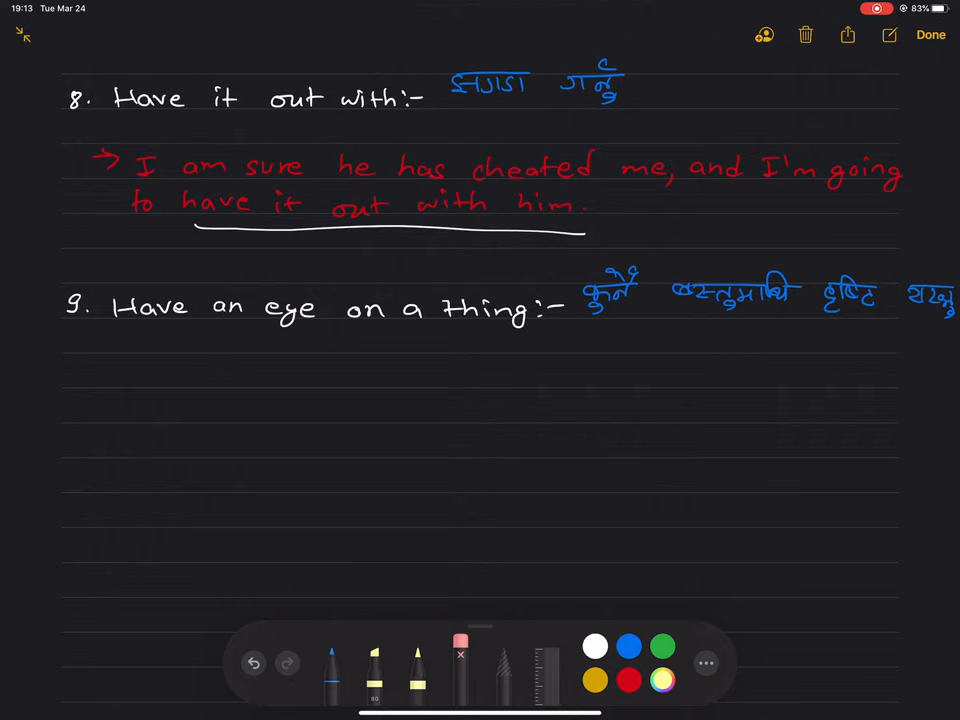 19:13 Tue Mar 24 83%
Done
8. Have it out with:- झगडा गर्नु
→ I am sure he has cheated me, and I'm going
to have it out with him.
9. Have an eye on a thing:- कुनै वस्तुमाथि दृष्टि राख्नु
80